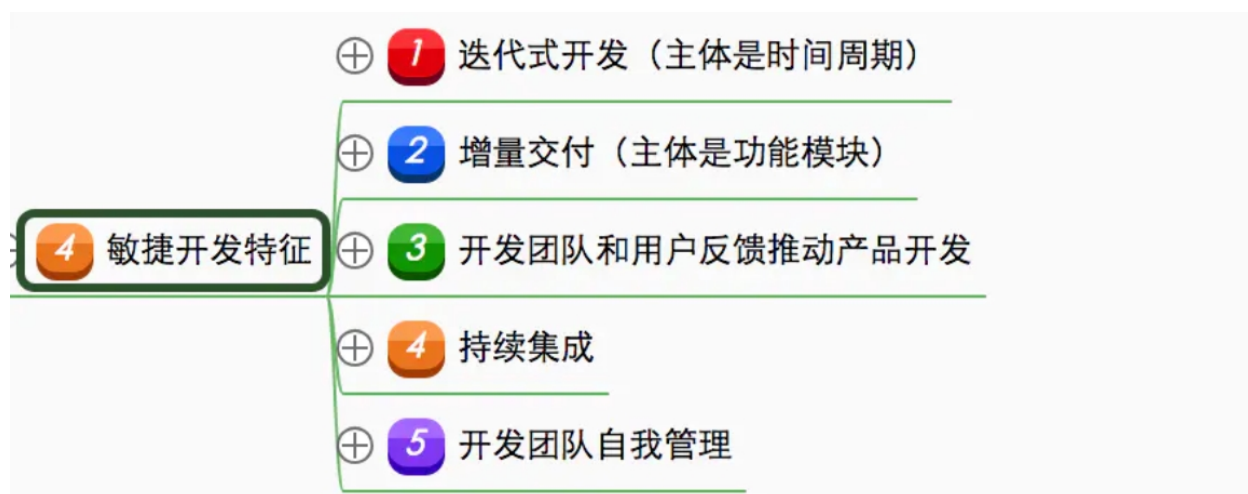 1 迭代式开发（主体是时间周期）
2 增量交付（主体是功能模块）
4 敏捷开发特征
3 开发团队和用户反馈推动产品开发
4 持续集成
5 开发团队自我管理